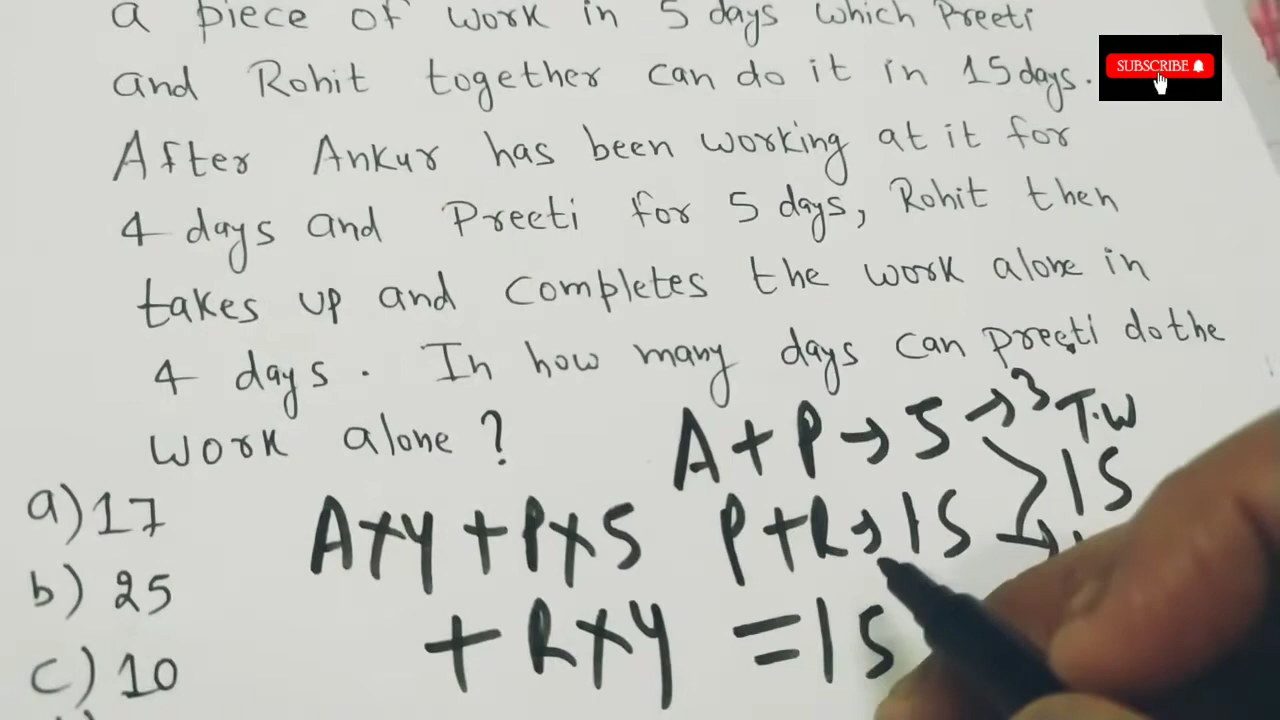 a piece of work in 5 days which Preeti
and Rohit together can do it in 15 days.
SUBSCRIBE
After Ankur has been working at it for
4 days and Preeti for 5 days, Rohit then
takes up and completes the work alone in
4 days. In how many days can preeti do the
work alone?
A+P→5→3 T.W
P+R→15→ 15
A×4+P×5
+R×4 =15
a) 17
b) 25
c) 10